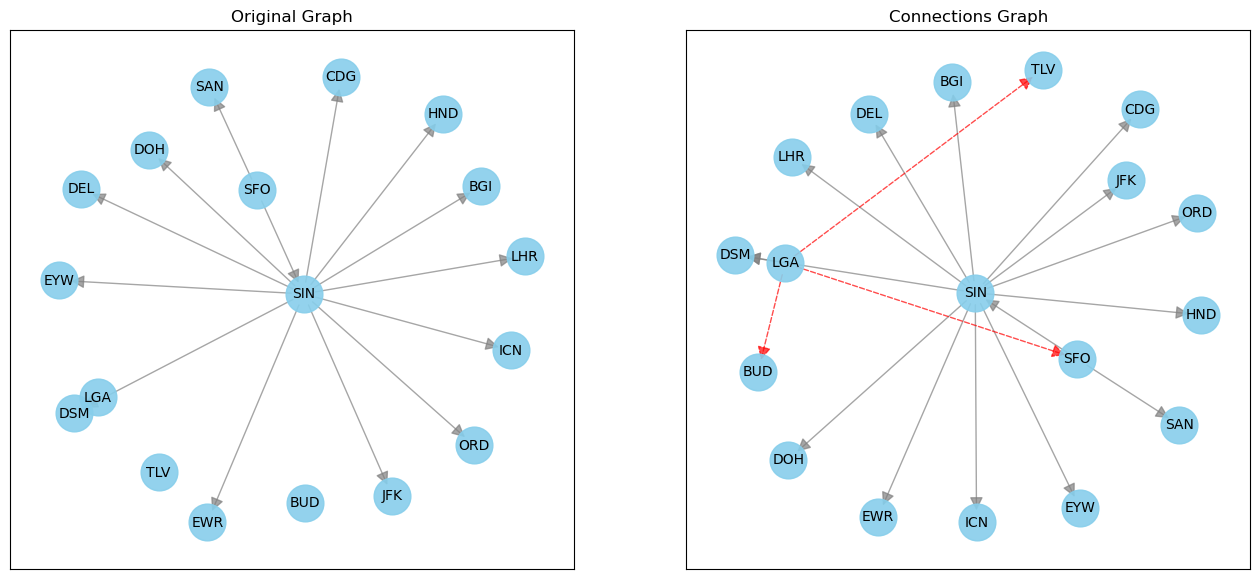 Original Graph
CDG
SAN
HND
DOH
DEL
SFO
BGI
LHR
EYW
SIN
ICN
LGA
DSM
ORD
TLV
JFK
BUD
EWR
Connections Graph
TLV
BGI
CDG
DEL
LHR
JFK
ORD
DSM
LGA
SIN
HND
SFO
BUD
SAN
DOH
EYW
EWR
ICN